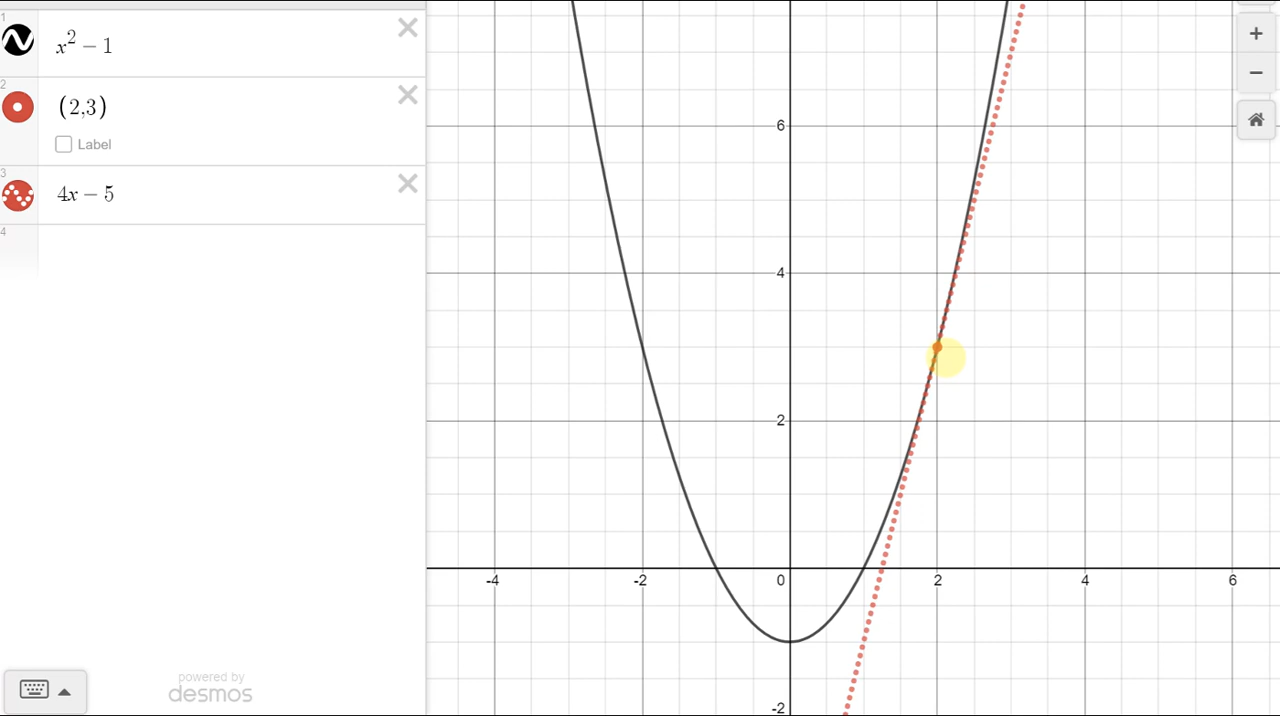 1
x² − 1
2
(2,3)
Label
3
4x − 5
4
powered by
desmos
6
4
2
-4 -2 0 2 4 6
-2
+
−